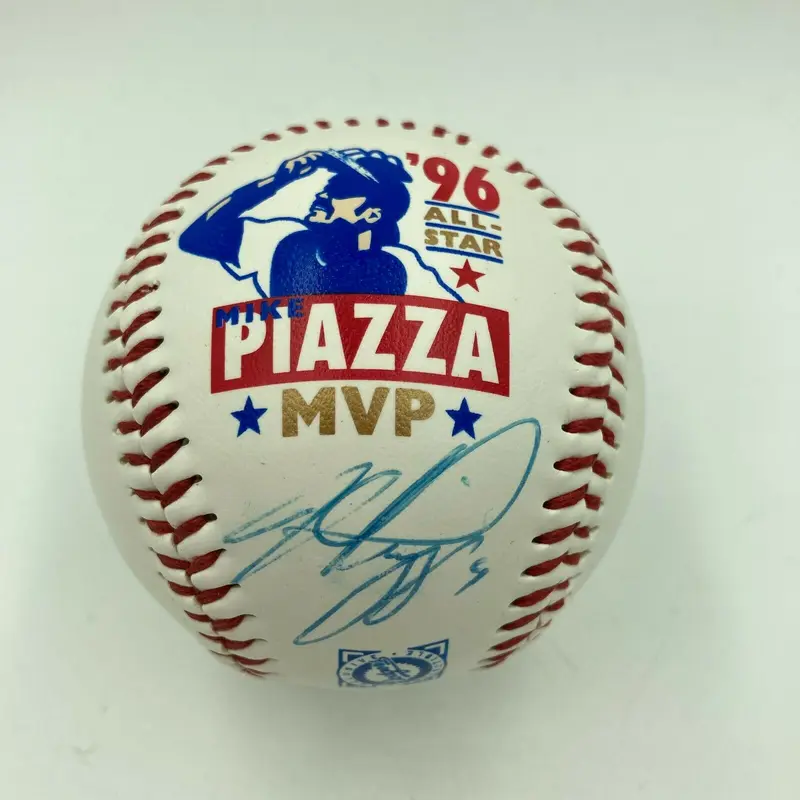 '96
ALL-
STAR
MIKE
PIAZZA
MVP